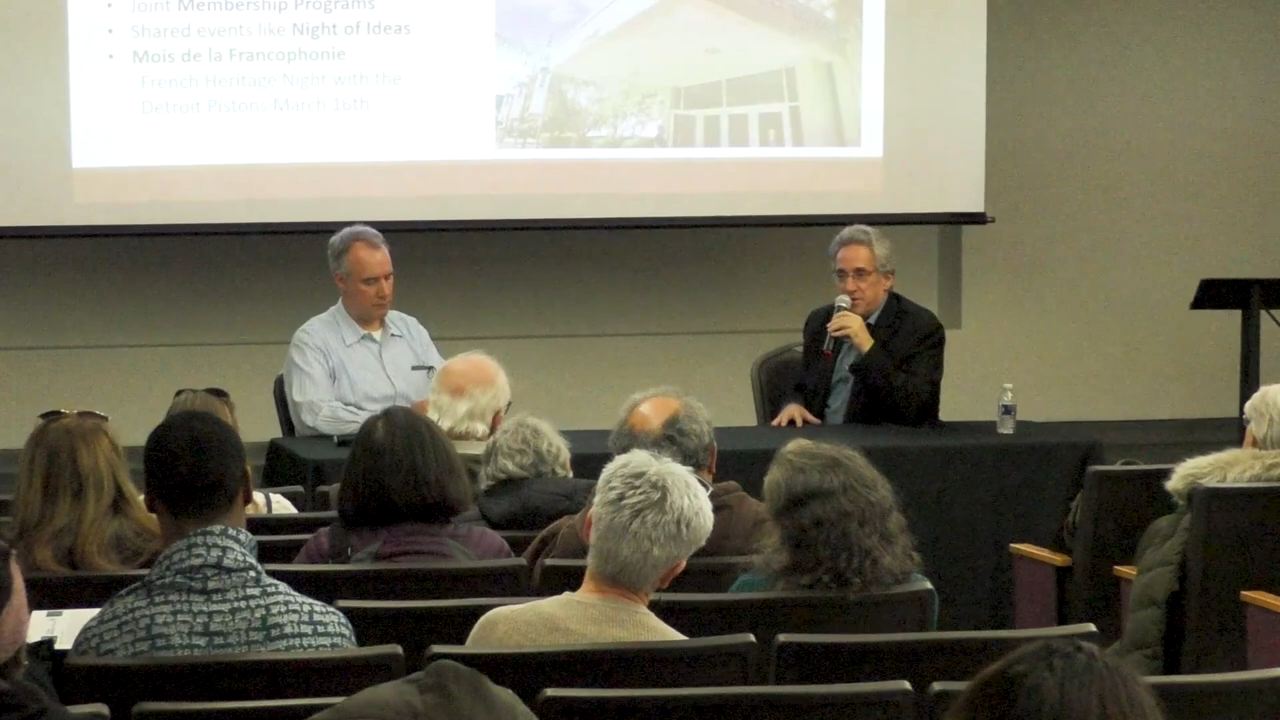 • Joint Membership Programs
• Shared events like Night of Ideas
• Mois de la Francophonie
French Heritage Night with the
Detroit Pistons March 16th